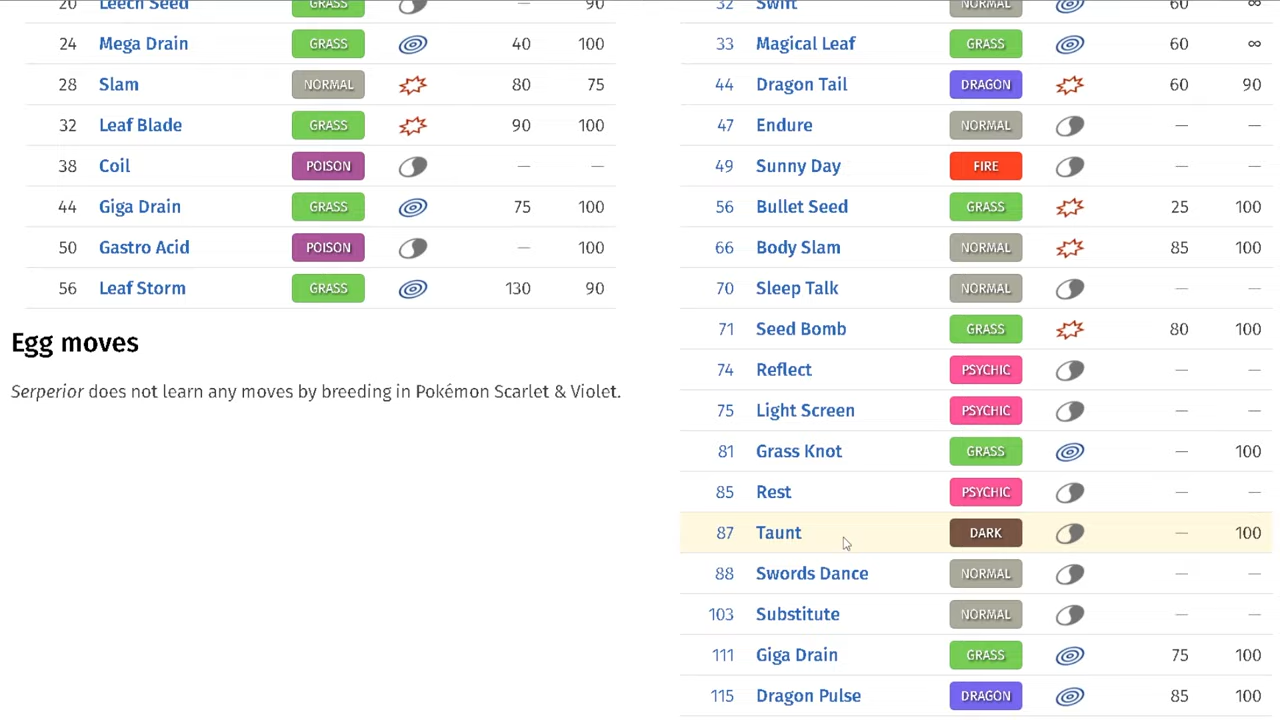 20 Leech Seed GRASS — 90
24 Mega Drain GRASS 40 100
28 Slam NORMAL 80 75
32 Leaf Blade GRASS 90 100
38 Coil POISON — —
44 Giga Drain GRASS 75 100
50 Gastro Acid POISON — 100
56 Leaf Storm GRASS 130 90
Egg moves
Serperior does not learn any moves by breeding in Pokémon Scarlet & Violet.
32 Swift NORMAL 60 ∞
33 Magical Leaf GRASS 60 ∞
44 Dragon Tail DRAGON 60 90
47 Endure NORMAL — —
49 Sunny Day FIRE — —
56 Bullet Seed GRASS 25 100
66 Body Slam NORMAL 85 100
70 Sleep Talk NORMAL — —
71 Seed Bomb GRASS 80 100
74 Reflect PSYCHIC — —
75 Light Screen PSYCHIC — —
81 Grass Knot GRASS — 100
85 Rest PSYCHIC — —
87 Taunt DARK — 100
88 Swords Dance NORMAL — —
103 Substitute NORMAL — —
111 Giga Drain GRASS 75 100
115 Dragon Pulse DRAGON 85 100